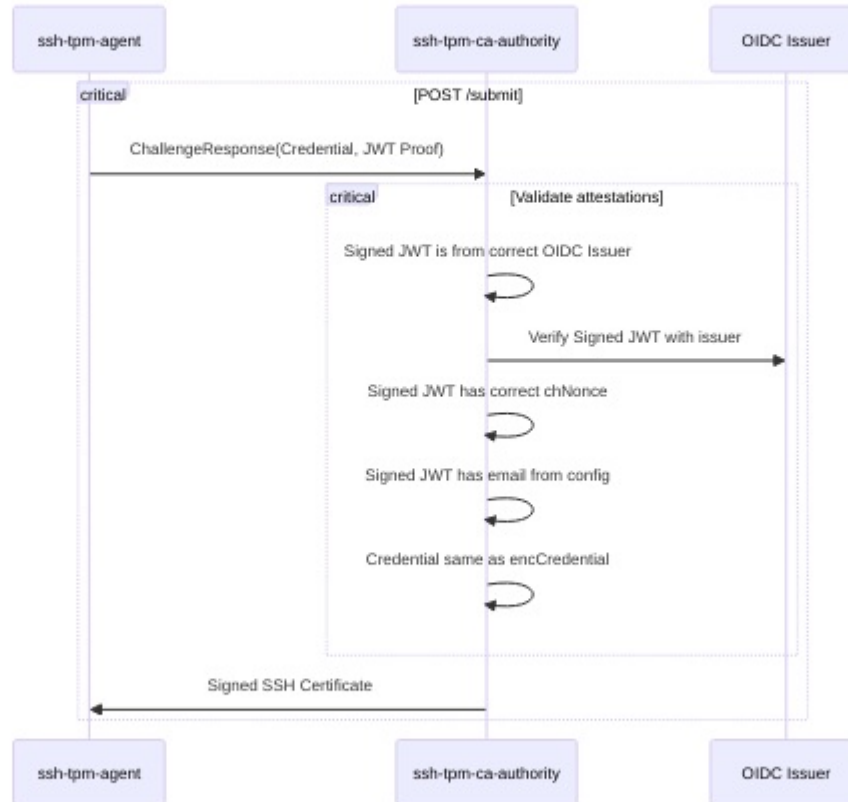 ssh-tpm-agent
ssh-tpm-ca-authority
OIDC Issuer
critical
[POST /submit]
ChallengeResponse(Credential, JWT Proof)
critical
[Validate attestations]
Signed JWT is from correct OIDC Issuer
Verify Signed JWT with issuer
Signed JWT has correct chNonce
Signed JWT has email from config
Credential same as encCredential
Signed SSH Certificate
ssh-tpm-agent
ssh-tpm-ca-authority
OIDC Issuer